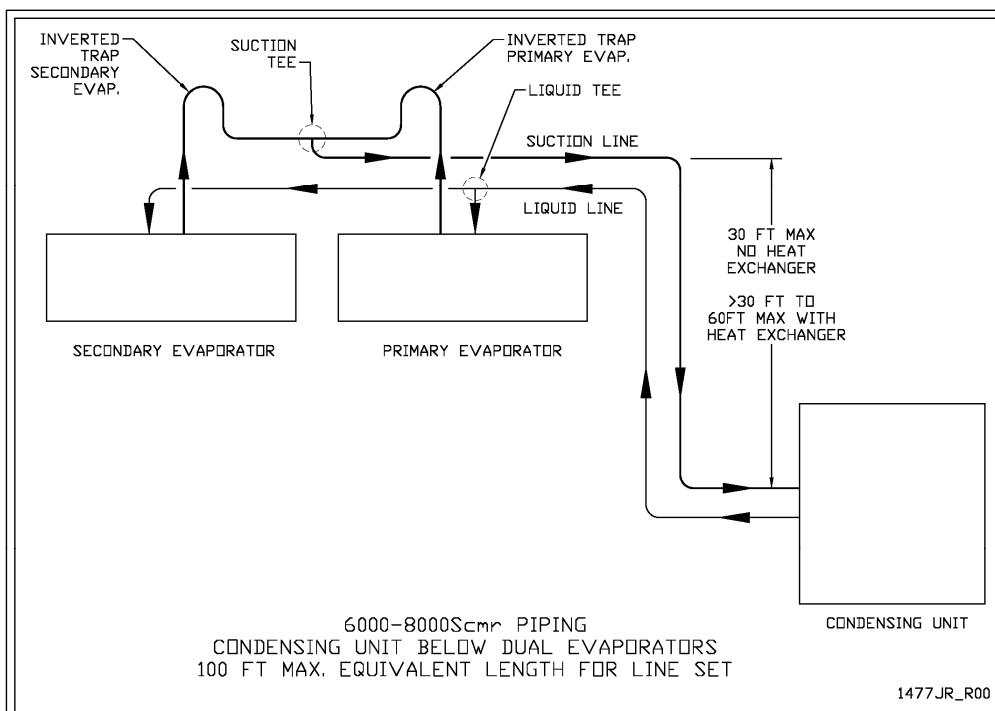 INVERTED
TRAP
SECONDARY
EVAP.
SUCTION
TEE
INVERTED TRAP
PRIMARY EVAP.
LIQUID TEE
SUCTION LINE
LIQUID LINE
30 FT MAX
NO HEAT
EXCHANGER
>30 FT TO
60FT MAX WITH
HEAT EXCHANGER
SECONDARY EVAPORATOR
PRIMARY EVAPORATOR
CONDENSING UNIT
6000-8000Scmr PIPING
CONDENSING UNIT BELOW DUAL EVAPORATORS
100 FT MAX. EQUIVALENT LENGTH FOR LINE SET
1477JR_R00